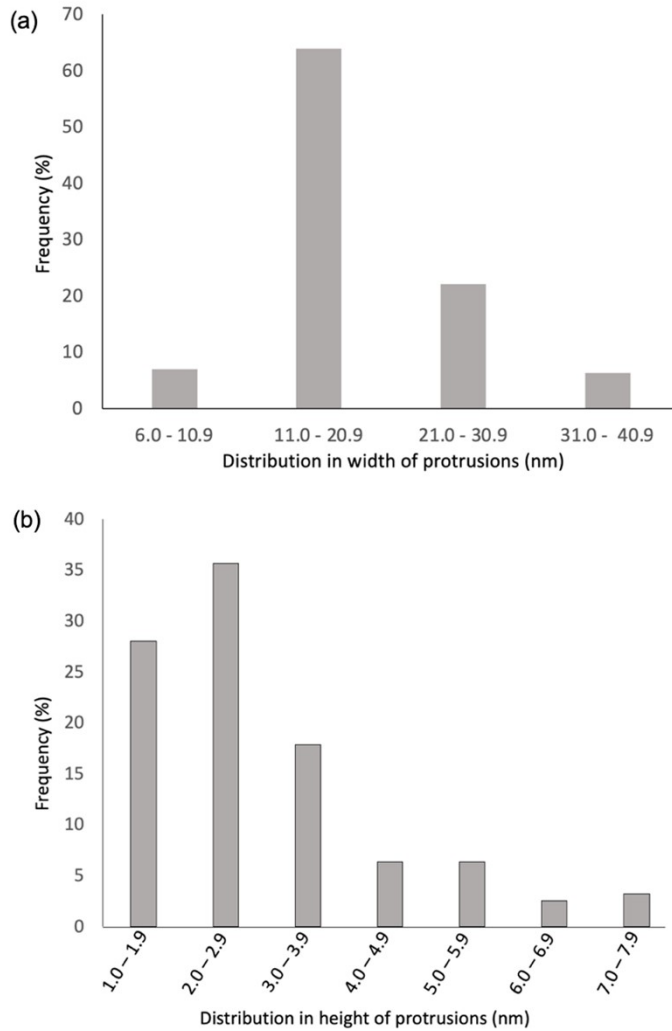 (a)
Frequency (%)
70
60
50
40
30
20
10
0
6.0 - 10.9 11.0 - 20.9 21.0 - 30.9 31.0 -  40.9
Distribution in width of protrusions (nm)
(b)
Frequency (%)
40
35
30
25
20
15
10
5
0
1.0 – 1.9 2.0 – 2.9 3.0 – 3.9 4.0 – 4.9 5.0 – 5.9 6.0 – 6.9 7.0 – 7.9
Distribution in height of protrusions (nm)